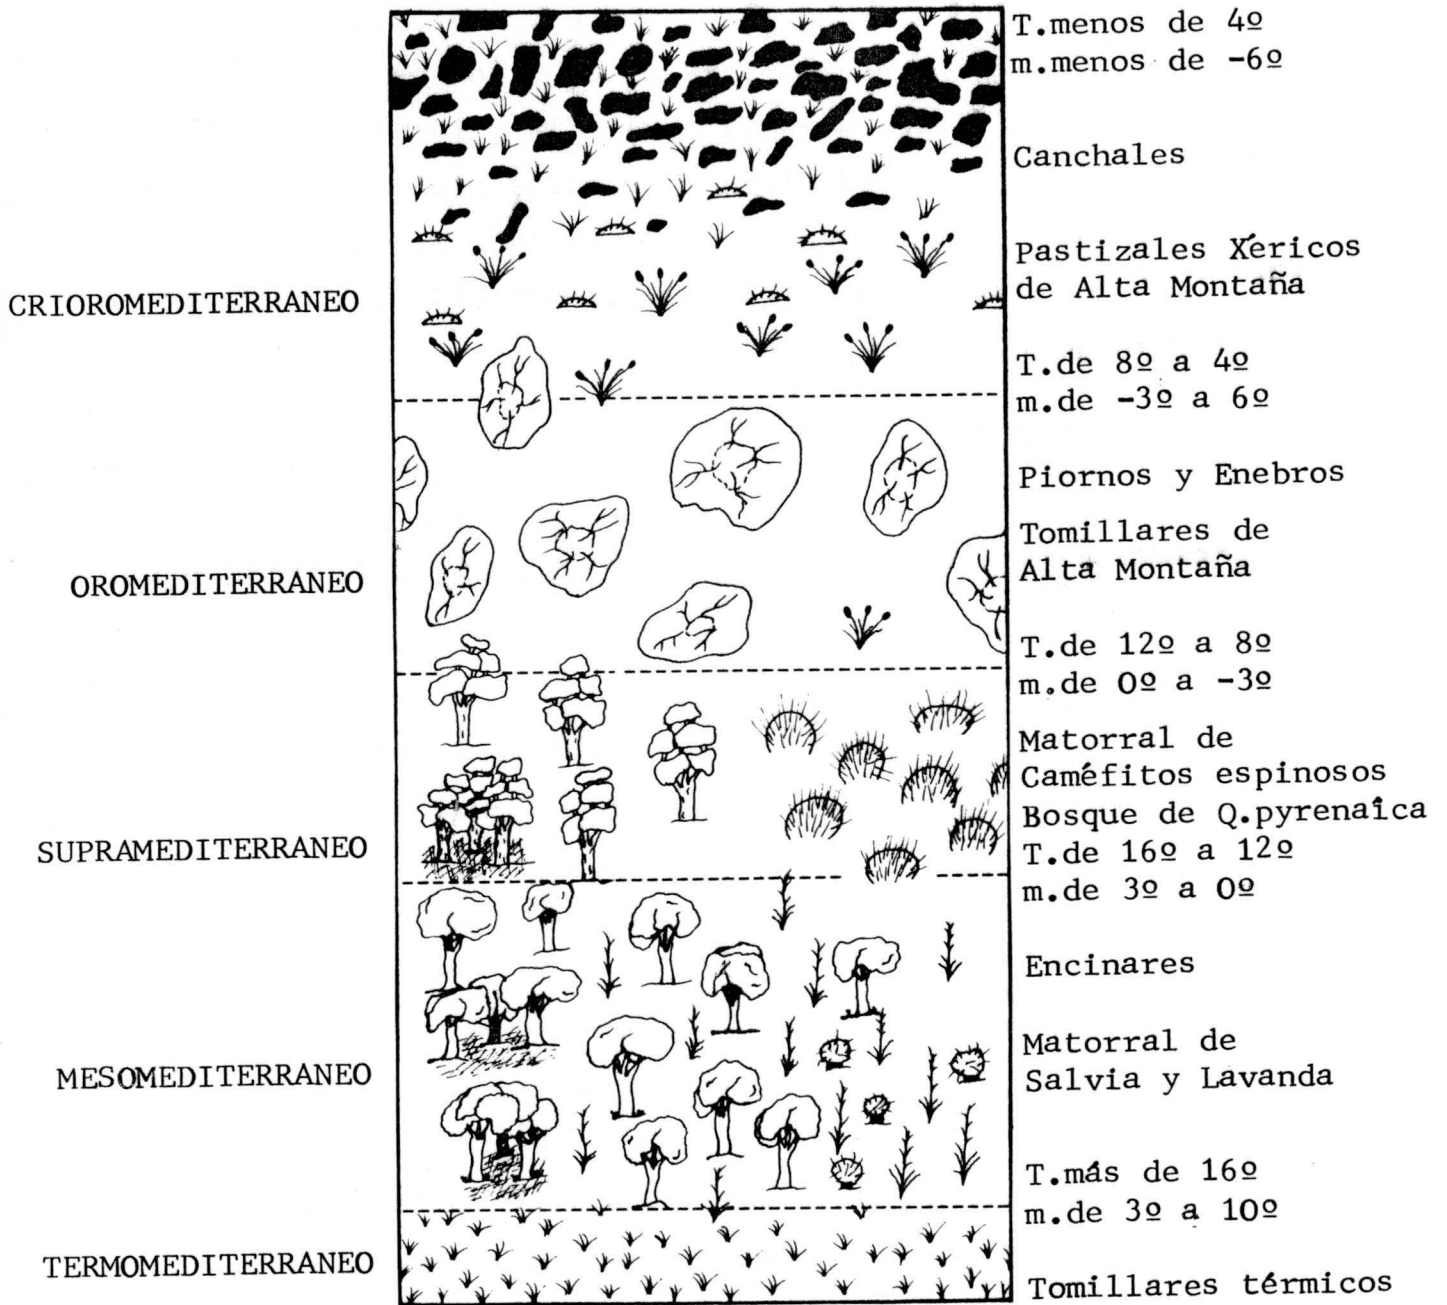 T.menos de 4º
m.menos de -6º
Canchales
Pastizales Xéricos
de Alta Montaña
CRIOROMEDITERRANEO
T.de 8º a 4º
m.de -3º a 6º
Piornos y Enebros
Tomillares de
Alta Montaña
OROMEDITERRANEO
T.de 12º a 8º
m.de 0º a -3º
Matorral de
Caméfitos espinosos
Bosque de Q.pyrenaica
SUPRAMEDITERRANEO
T.de 16º a 12º
m.de 3º a 0º
Encinares
Matorral de
Salvia y Lavanda
MESOMEDITERRANEO
T.más de 16º
m.de 3º a 10º
TERMOMEDITERRANEO
Tomillares térmicos